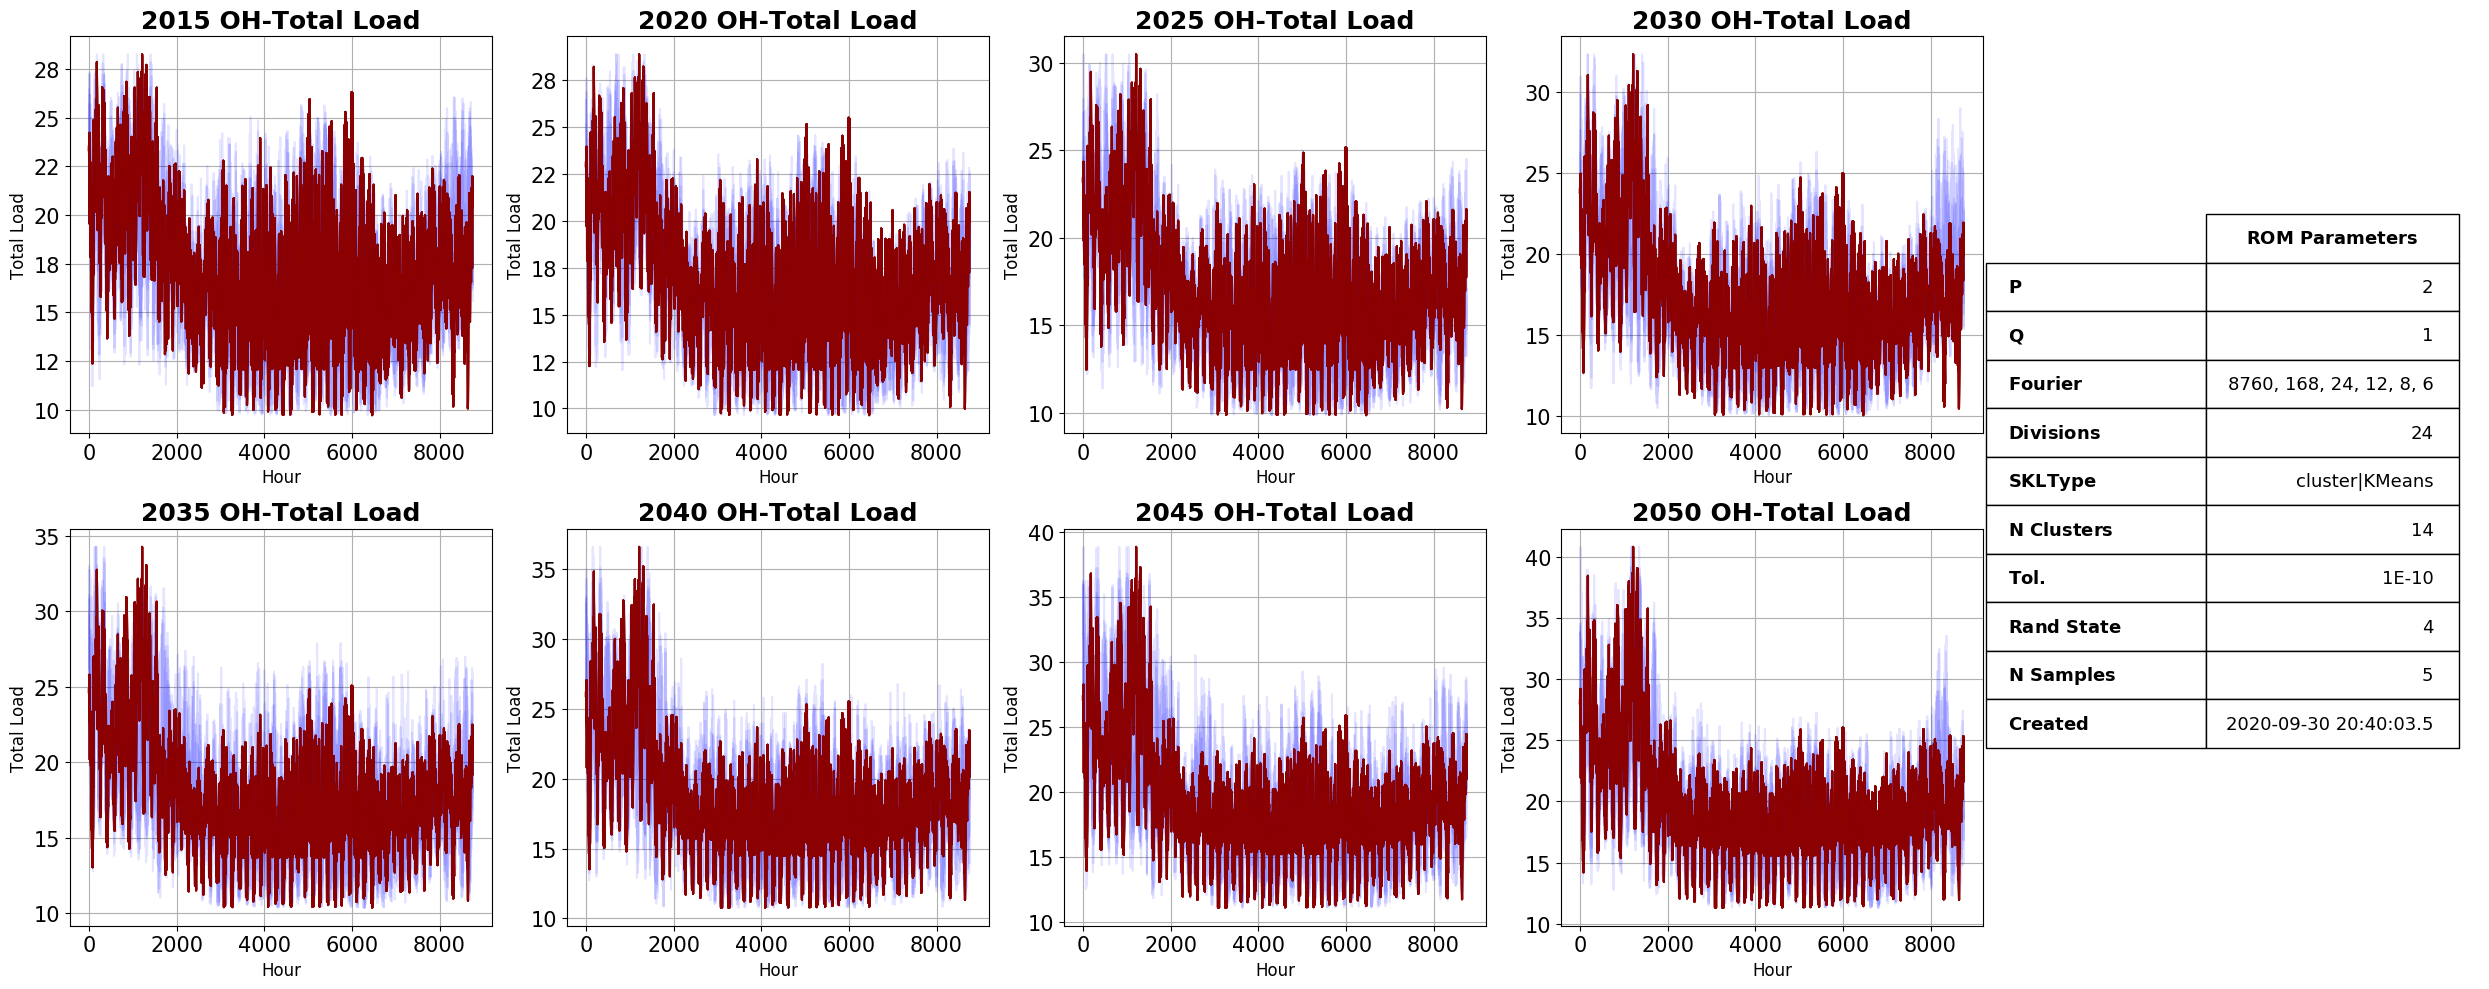 2015 OH-Total Load
28
25
22
20
18
15
12
10
Total Load
0 2000 4000 6000 8000
Hour
2020 OH-Total Load
28
25
22
20
18
15
12
10
Total Load
0 2000 4000 6000 8000
Hour
2025 OH-Total Load
30
25
20
15
10
Total Load
0 2000 4000 6000 8000
Hour
2030 OH-Total Load
30
25
20
15
10
Total Load
0 2000 4000 6000 8000
Hour
2035 OH-Total Load
35
30
25
20
15
10
Total Load
0 2000 4000 6000 8000
Hour
2040 OH-Total Load
35
30
25
20
15
10
Total Load
0 2000 4000 6000 8000
Hour
2045 OH-Total Load
40
35
30
25
20
15
10
Total Load
0 2000 4000 6000 8000
Hour
2050 OH-Total Load
40
35
30
25
20
15
10
Total Load
0 2000 4000 6000 8000
Hour
ROM Parameters
P 2
Q 1
Fourier 8760, 168, 24, 12, 8, 6
Divisions 24
SKLType cluster|KMeans
N Clusters 14
Tol. 1E-10
Rand State 4
N Samples 5
Created 2020-09-30 20:40:03.5